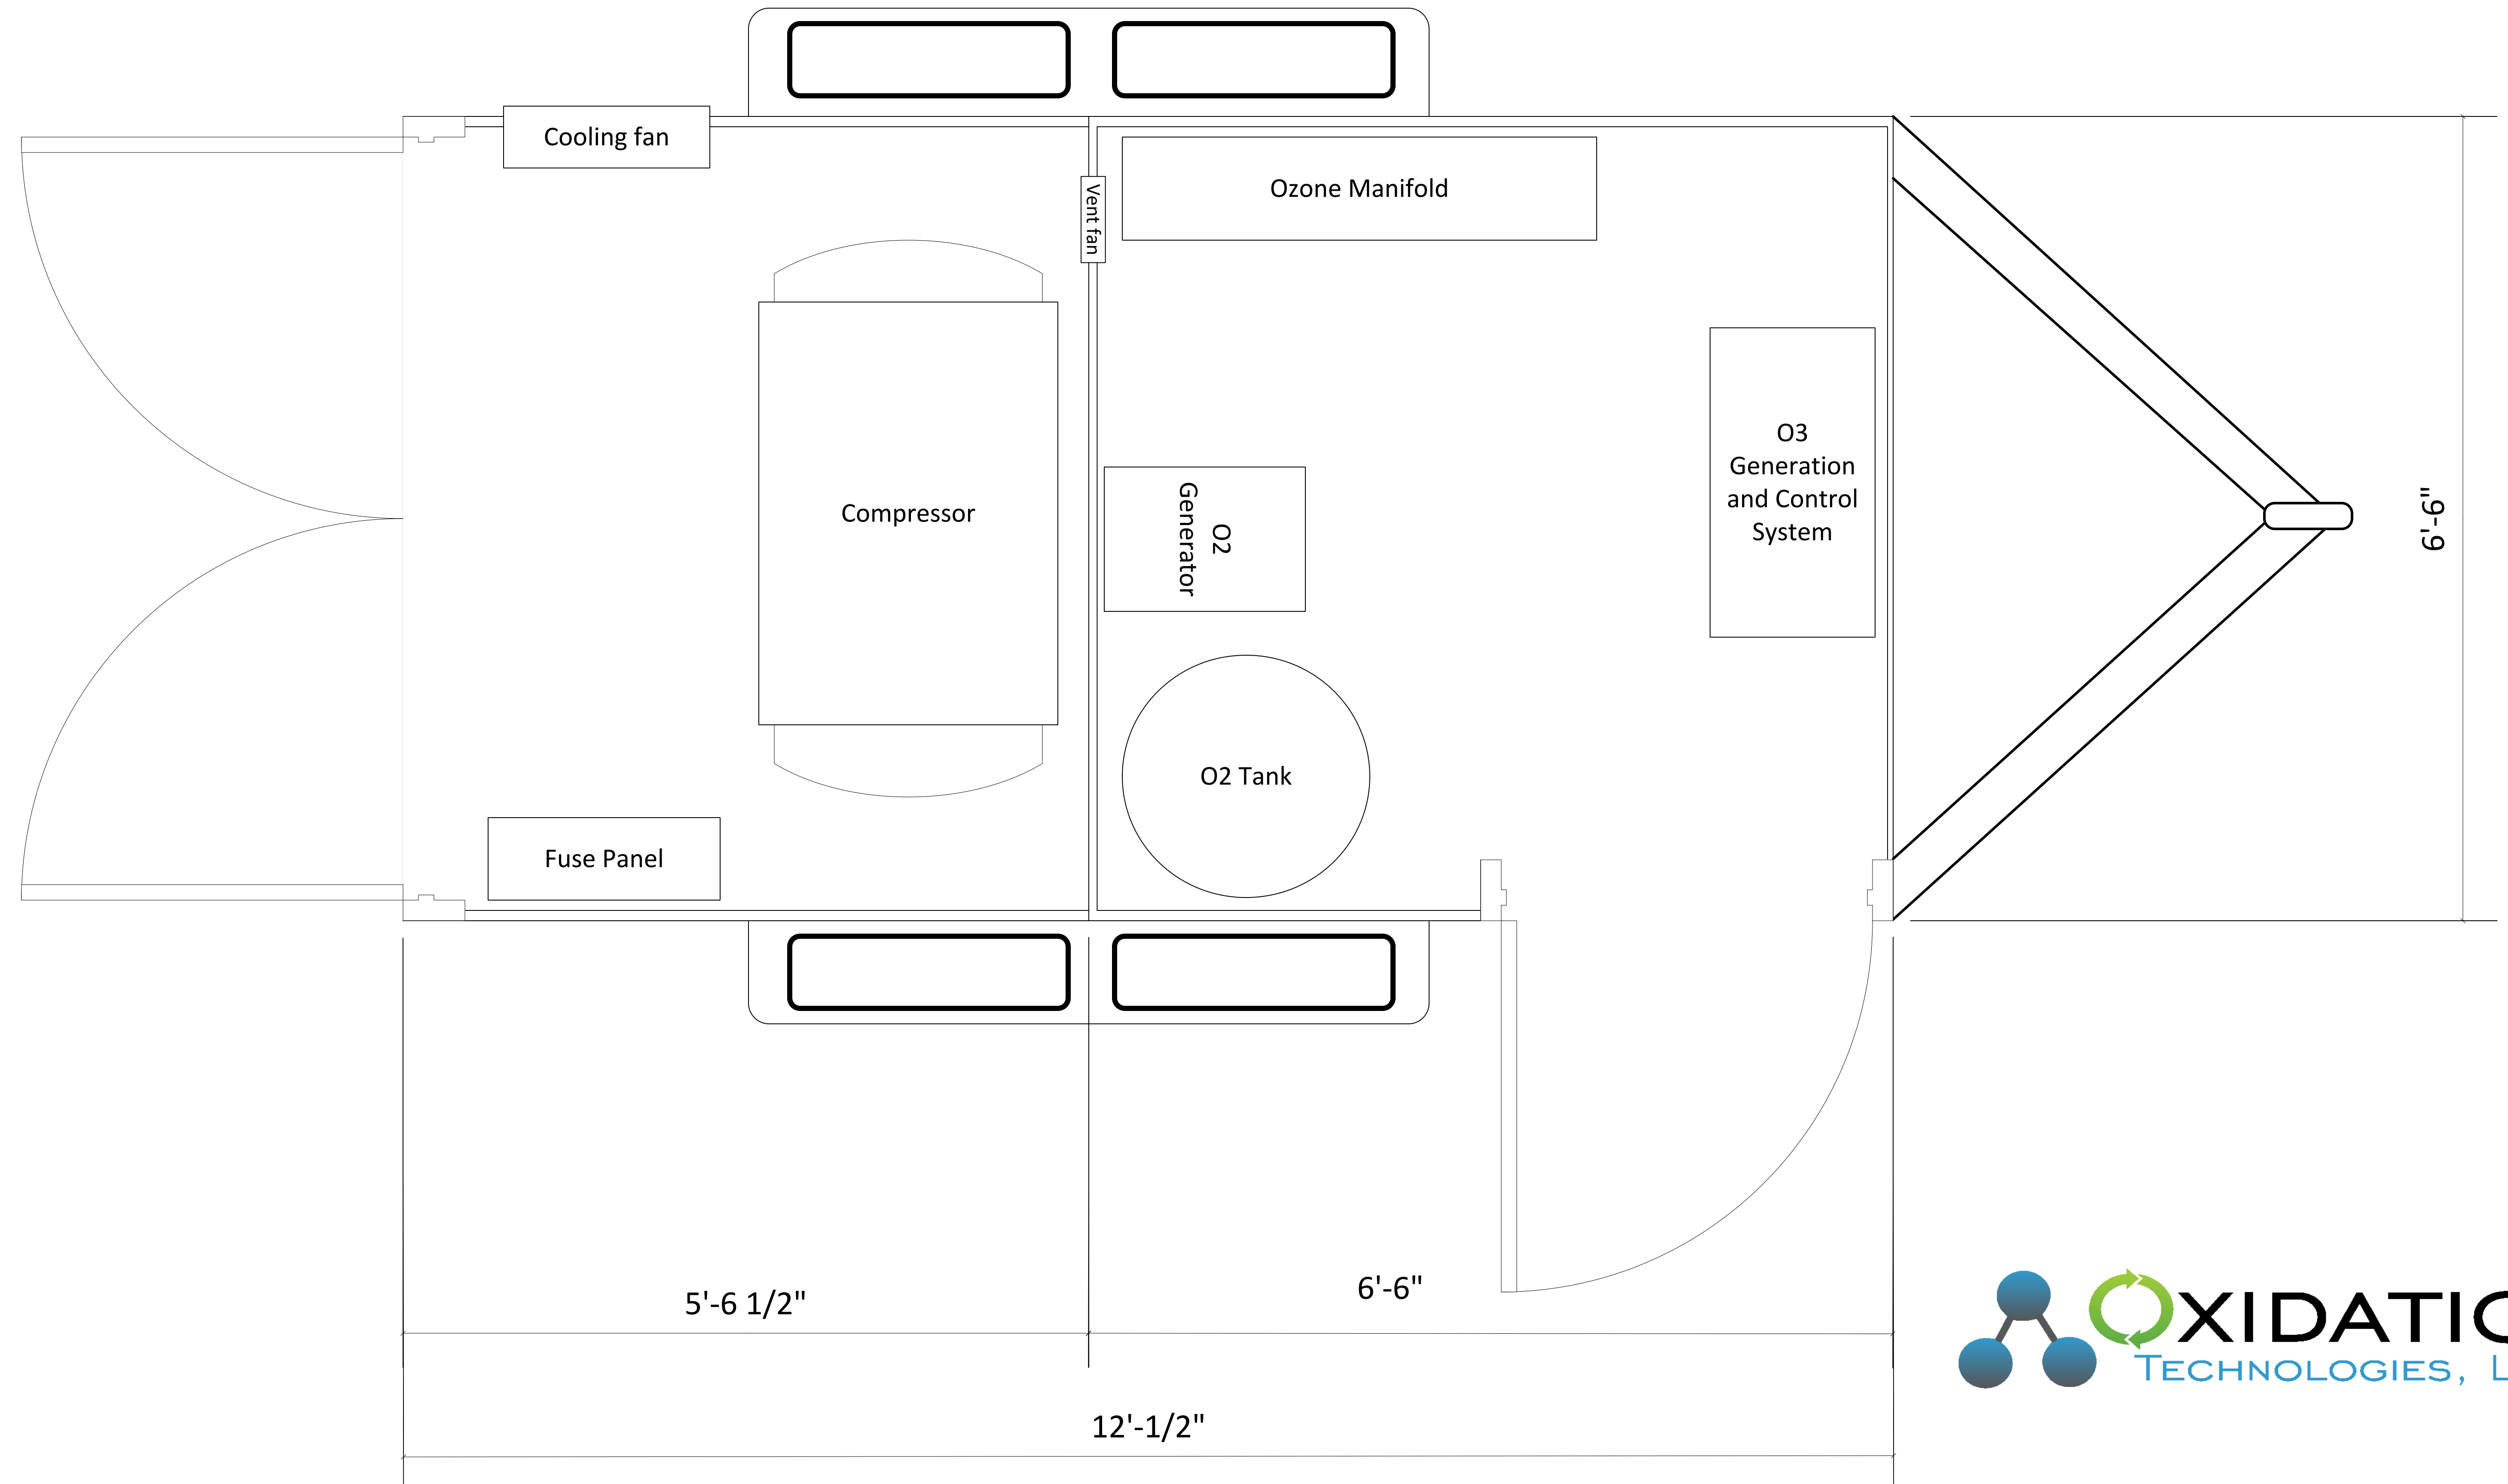 Cooling fan
Vent fan
Ozone Manifold
O3
Generation
and Control
System
Compressor
O2
Generator
6'-6"
O2 Tank
Fuse Panel
5'-6 1/2"
6'-6"
12'-1/2"
OXIDATIO
TECHNOLOGIES, L